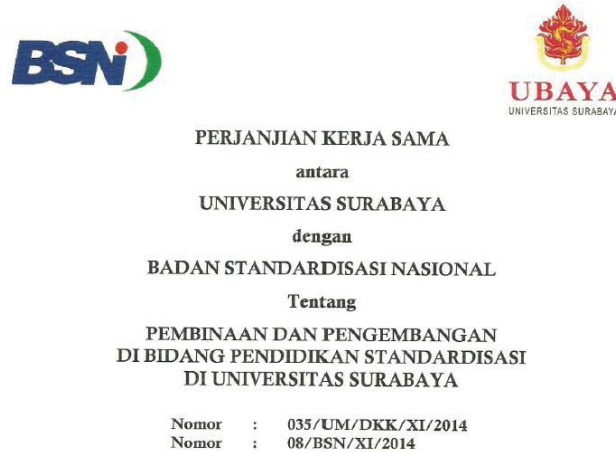 BSN
UBAYA
UNIVERSITAS SURABAYA
PERJANJIAN KERJA SAMA
antara
UNIVERSITAS SURABAYA
dengan
BADAN STANDARDISASI NASIONAL
Tentang
PEMBINAAN DAN PENGEMBANGAN
DI BIDANG PENDIDIKAN STANDARDISASI
DI UNIVERSITAS SURABAYA
Nomor : 035/UM/DKK/XI/2014
Nomor : 08/BSN/XI/2014